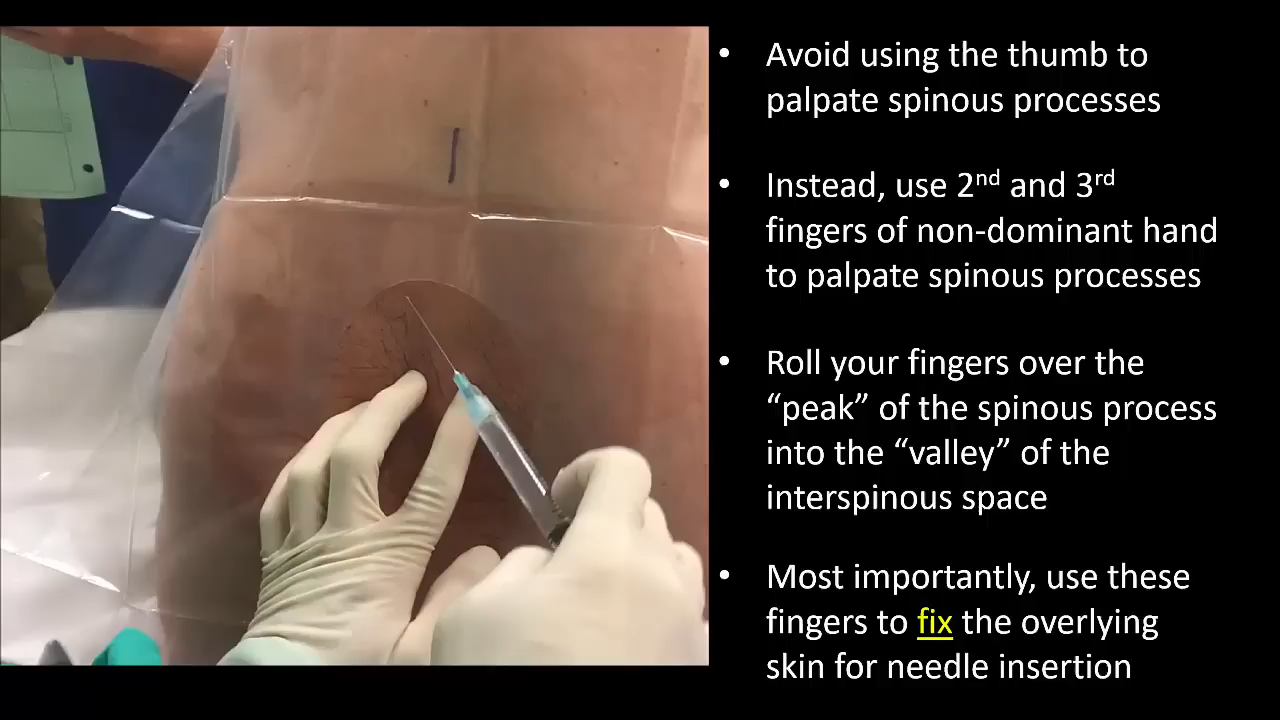 • Avoid using the thumb to
palpate spinous processes
• Instead, use 2nd and 3rd
fingers of non-dominant hand
to palpate spinous processes
• Roll your fingers over the
“peak” of the spinous process
into the “valley” of the
interspinous space
• Most importantly, use these
fingers to fix the overlying
skin for needle insertion